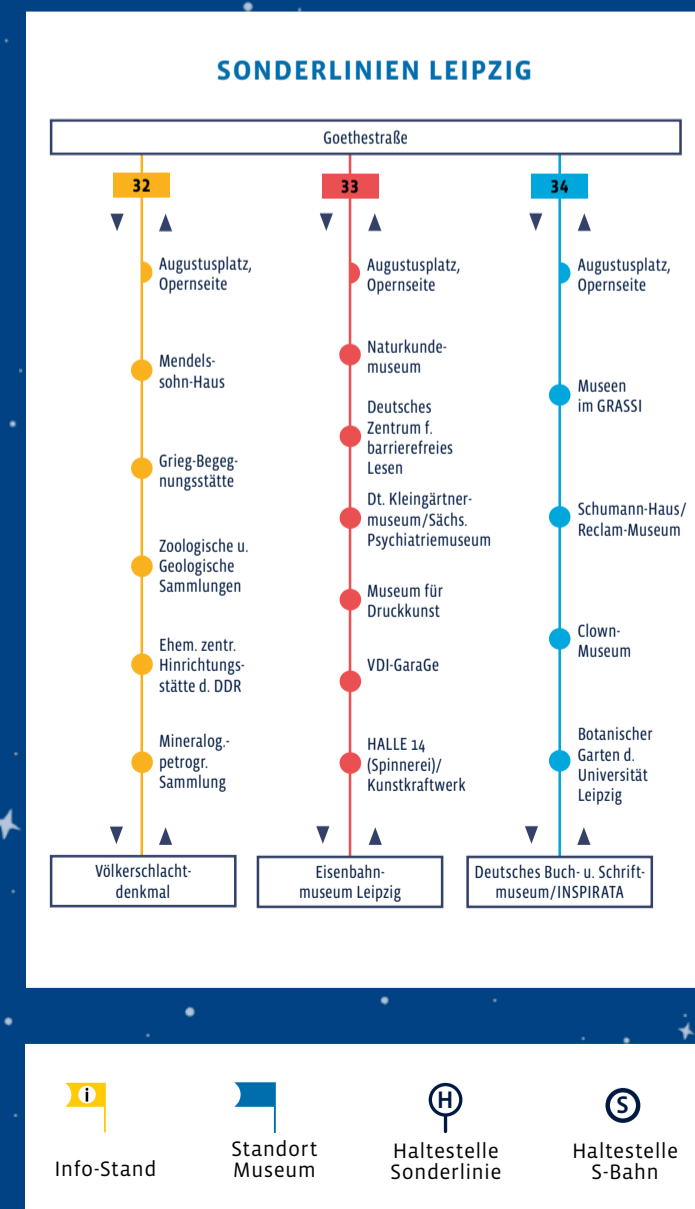 SONDERLINIEN LEIPZIG
Goethestraße
32
Augustusplatz,
Opernseite
Mendels-
sohn-Haus
Grieg-Begeg-
nungsstätte
Zoologische u.
Geologische
Sammlungen
Ehem. zentr.
Hinrichtungs-
stätte d. DDR
Mineralog.-
petrogr.
Sammlung
Völkerschlacht-
denkmal
33
Augustusplatz,
Opernseite
Naturkunde-
museum
Deutsches
Zentrum f.
barrierefreies
Lesen
Dt. Kleingärtner-
museum/Sächs.
Psychiatriemuseum
Museum für
Druckkunst
VDI-GaraGe
HALLE 14
(Spinnerei)/
Kunstkraftwerk
Eisenbahn-
museum Leipzig
34
Augustusplatz,
Opernseite
Museen
im GRASSI
Schumann-Haus/
Reclam-Museum
Clown-
Museum
Botanischer
Garten d.
Universität
Leipzig
Deutsches Buch- u. Schrift-
museum/INSPIRATA
i
Info-Stand
Standort
Museum
H
Haltestelle
Sonderlinie
S
Haltestelle
S-Bahn